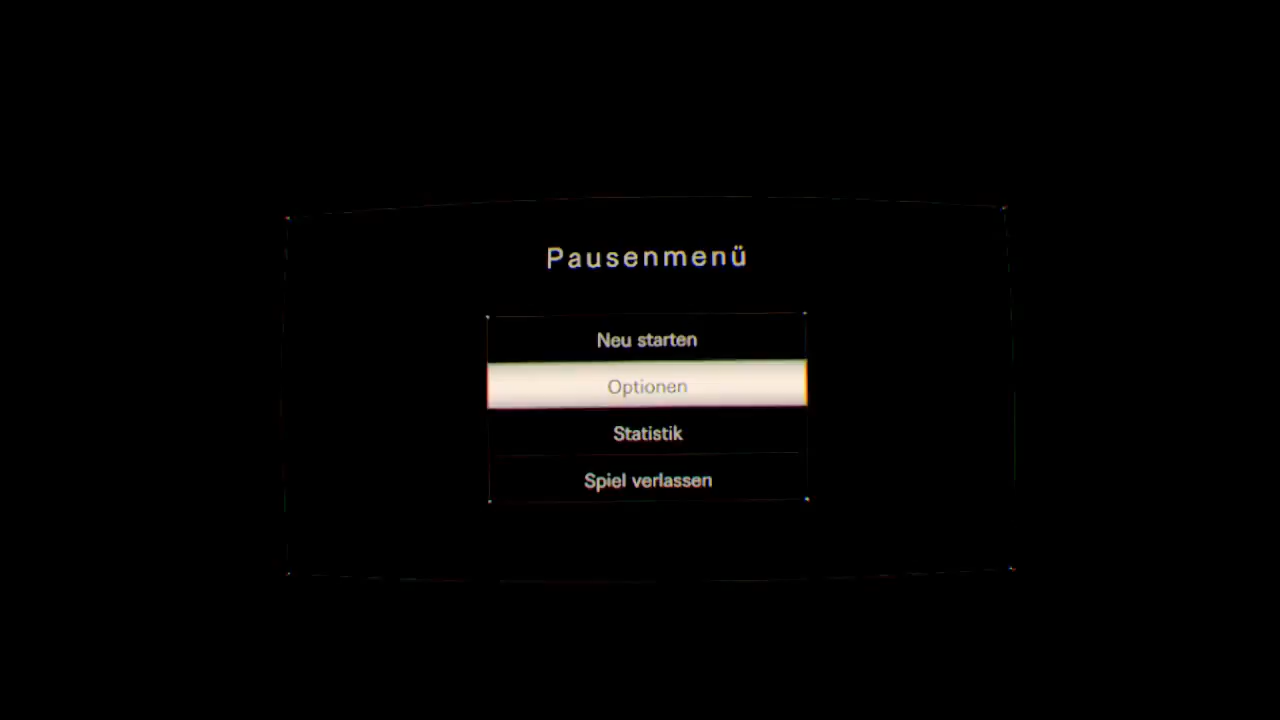 Pausenmenü
Neu starten
Optionen
Statistik
Spiel verlassen